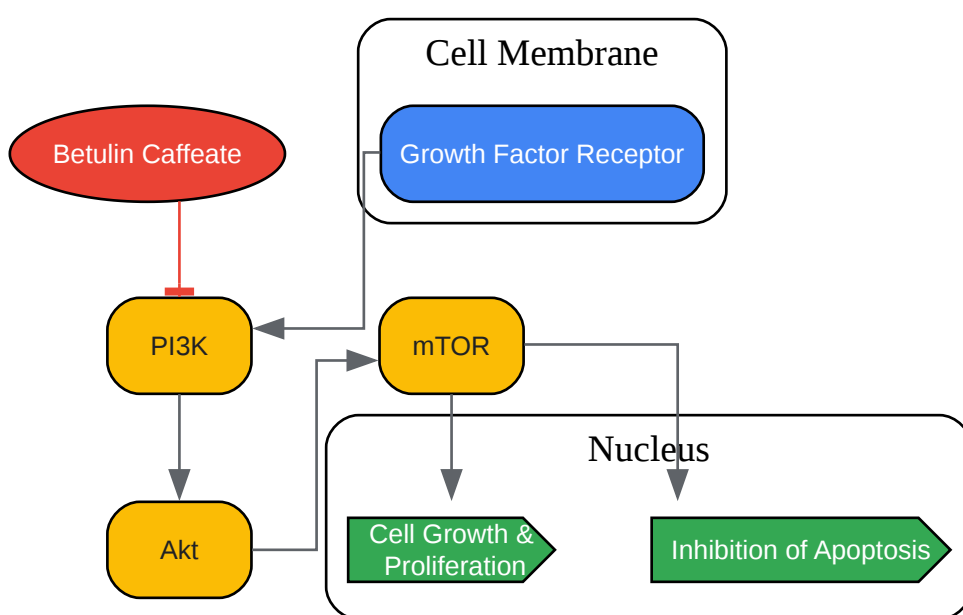 Cell Membrane
Betulin Caffeate
Growth Factor Receptor
PI3K
mTOR
Nucleus
Akt
Cell Growth &
Proliferation
Inhibition of Apoptosis